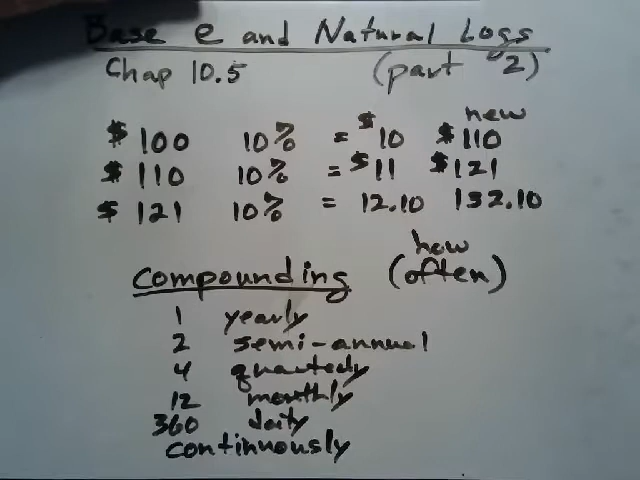 Base e and Natural Logs
Chap 10.5 (part #2)
new
$100 10% = $10 $110
$110 10% = $11 $121
$121 10% = 12.10 132.10
how
Compounding (often)
1 yearly
2 semi-annual
4 quarterly
12 monthly
360 daily
continuously